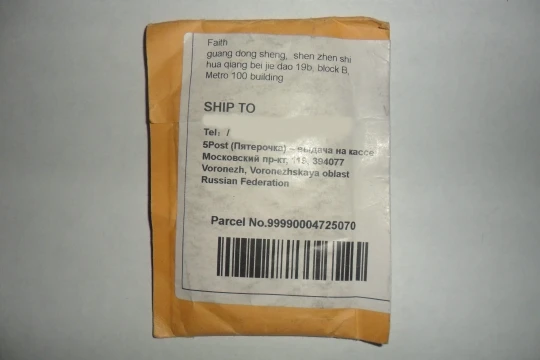 Faith
guang dong sheng, shen zhen shi
hua qiang bei jie dao 19b, block B,
Metro 100 building
SHIP TO
Tel: /
5Post (Пятерочка) – выдача на кассе
Московский пр-кт, 394077
Voronezh, Voronezhskaya oblast
Russian Federation
Parcel No.99990004725070